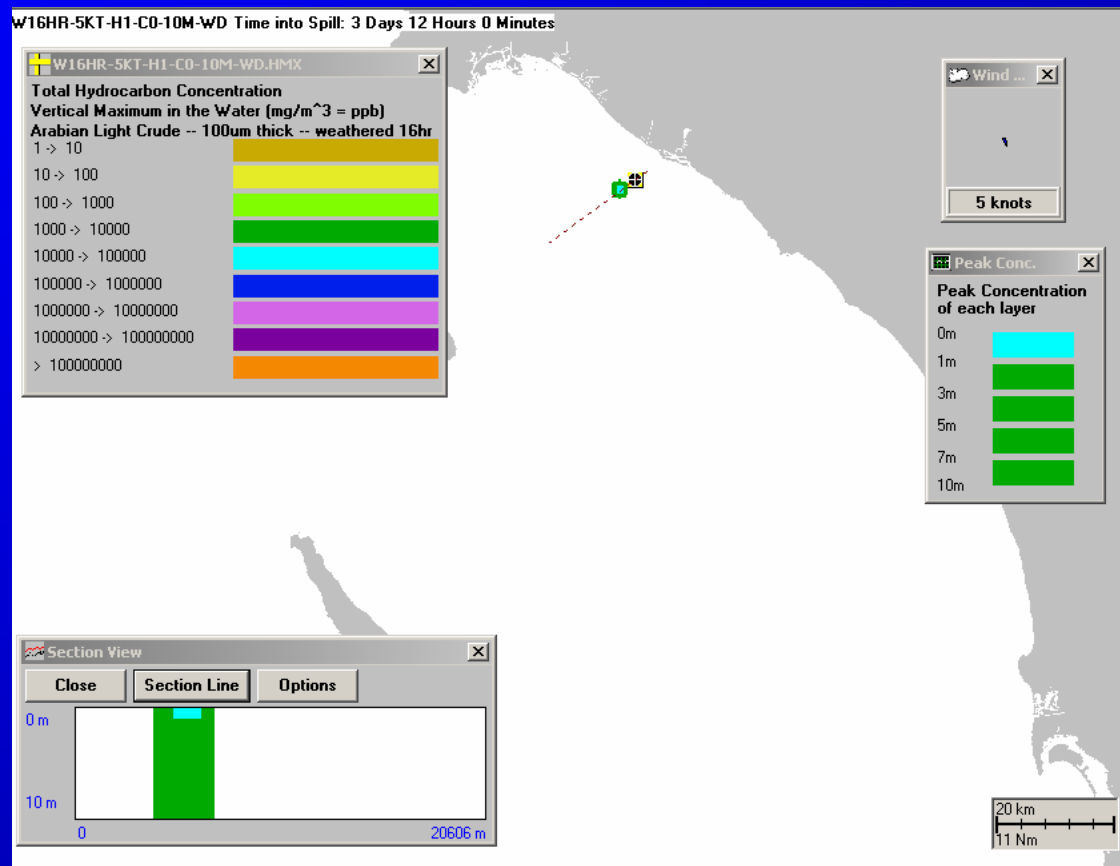 W16HR-5KT-H1-C0-10M-WD Time into Spill: 3 Days 12 Hours 0 Minutes
W16HR-5KT-H1-C0-10M-WD.HMX
Total Hydrocarbon Concentration
Vertical Maximum in the Water (mg/m^3 = ppb)
Arabian Light Crude -- 100um thick -- weathered 16hr
1 -> 10
10 -> 100
100 -> 1000
1000 -> 10000
10000 -> 100000
100000 -> 1000000
1000000 -> 10000000
10000000 -> 100000000
> 100000000
Wind ...
5 knots
Peak Conc.
Peak Concentration
of each layer
0m
1m
3m
5m
7m
10m
Section View
Close Section Line Options
0 m
10 m
0 20606 m
20 km
11 Nm